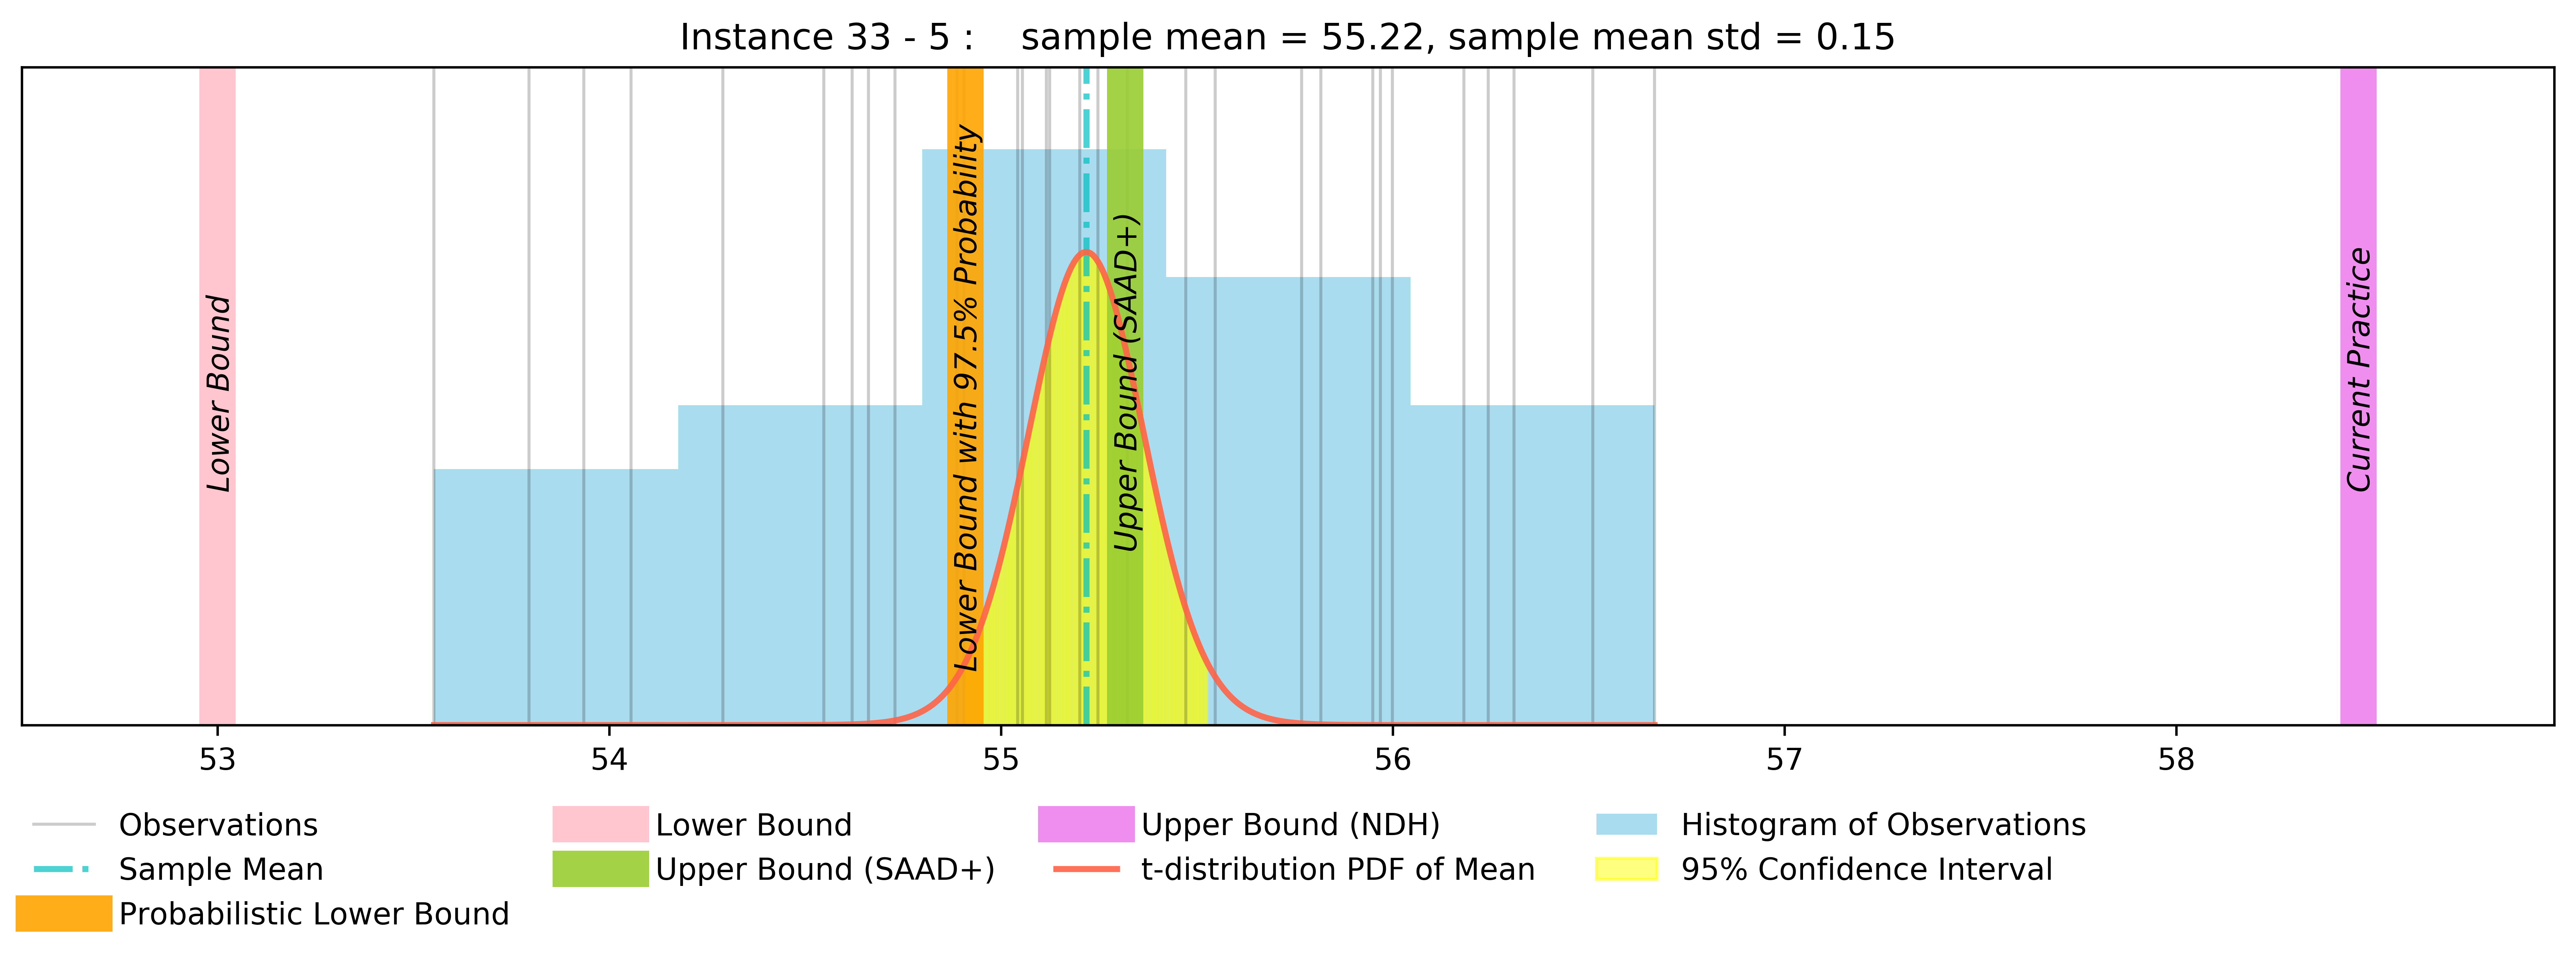 Instance 33 - 5 : sample mean = 55.22, sample mean std = 0.15
Lower Bound
Lower Bound with 97.5% Probability
Upper Bound (SAAD+)
Current Practice
53 54 55 56 57 58
Observations
Sample Mean
Probabilistic Lower Bound
Lower Bound
Upper Bound (SAAD+)
Upper Bound (NDH)
t-distribution PDF of Mean
Histogram of Observations
95% Confidence Interval